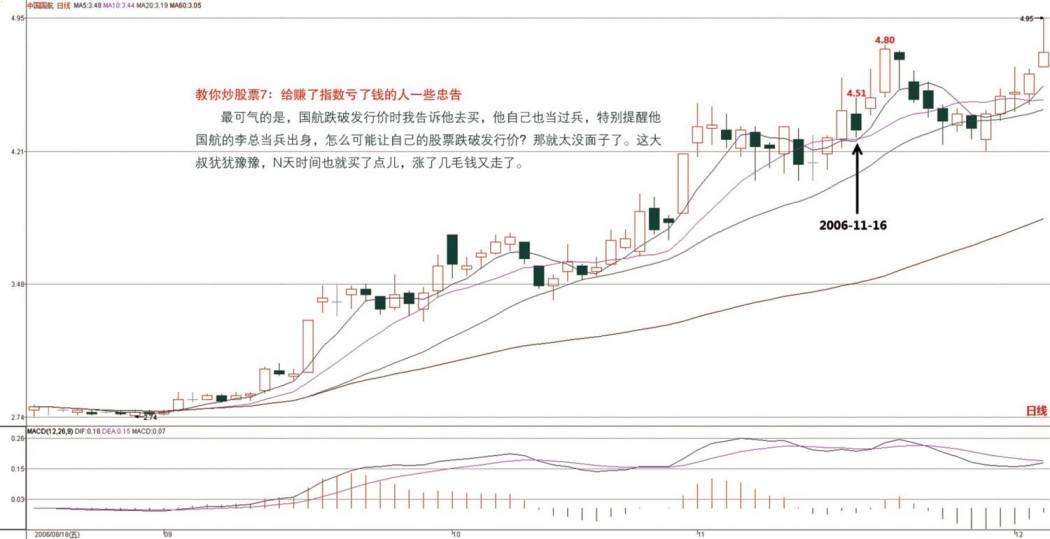 中国国航 日线 MA5:3.48 MA10:3.44 MA20:3.19 MA60:3.05
4.95
4.95
4.80
教你炒股票7：给赚了指数亏了钱的人一些忠告
4.51
最可气的是，国航跌破发行价时我告诉他去买，他自己也当过兵，特别提醒他
国航的李总当兵出身，怎么可能让自己的股票跌破发行价？那就太没面子了。这大
叔犹犹豫豫，N天时间也就买了点儿，涨了几毛钱又走了。
4.21
2006-11-16
3.48
日线
2.74
2.74
MACD(12,26,9) DIF:0.18 DEA:0.15 MACD:0.07
0.26
0.15
0.03
2006/08/18(五) 09 10 11 12